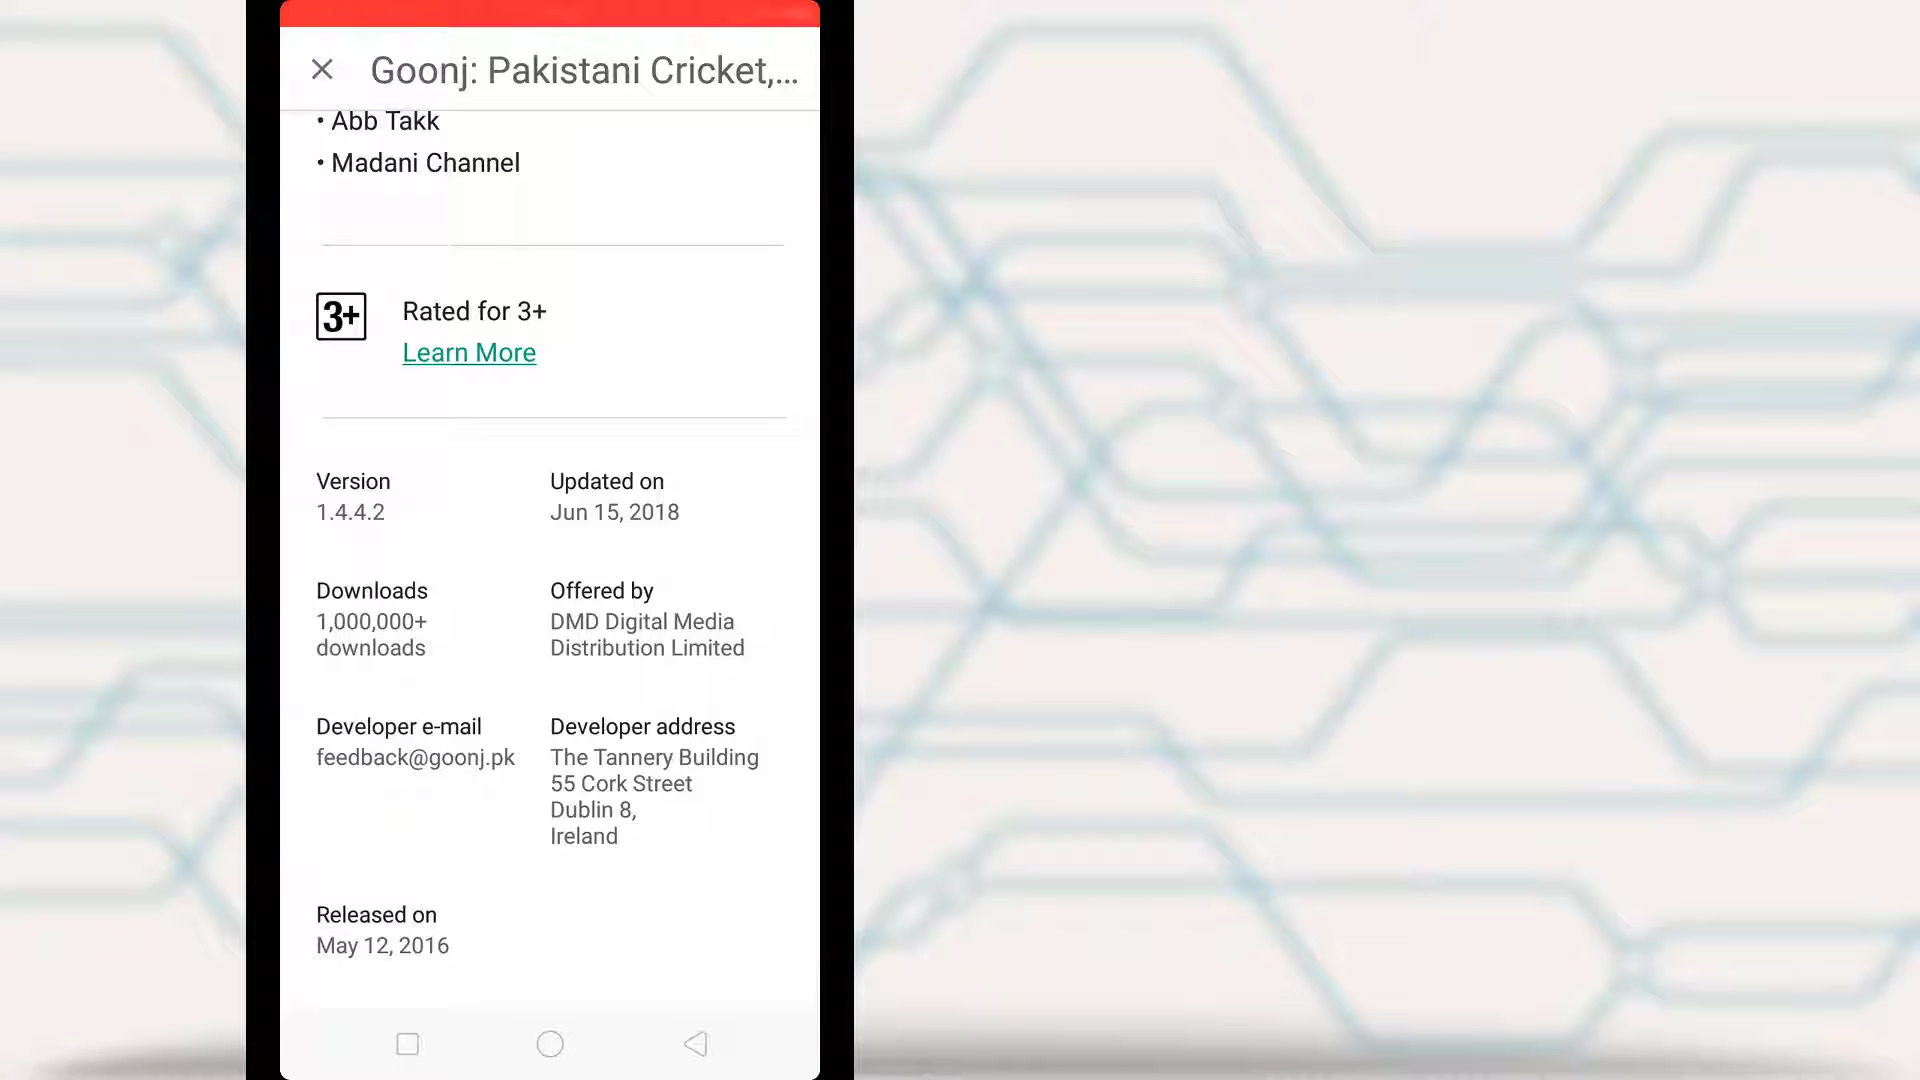 Goonj: Pakistani Cricket,...
• Abb Takk
• Madani Channel
3+
Rated for 3+
Learn More
Version
1.4.4.2
Updated on
Jun 15, 2018
Downloads
1,000,000+
downloads
Offered by
DMD Digital Media
Distribution Limited
Developer e-mail
feedback@goonj.pk
Developer address
The Tannery Building
55 Cork Street
Dublin 8,
Ireland
Released on
May 12, 2016